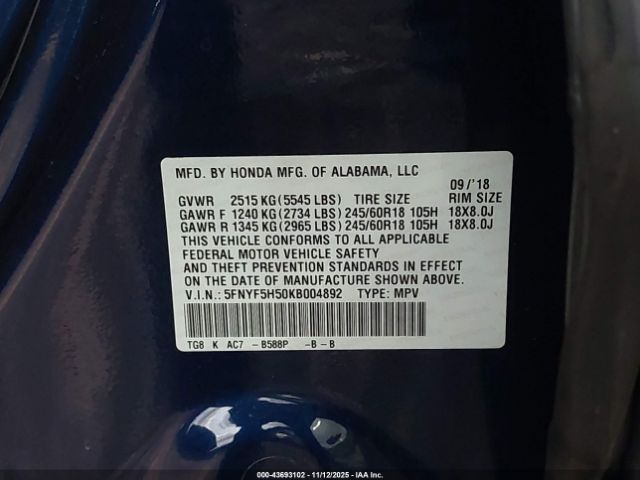 MFD. BY HONDA MFG. OF ALABAMA, LLC
09/'18
GVWR 2515 KG(5545 LBS) TIRE SIZE RIM SIZE
GAWR F 1240 KG(2734 LBS) 245/60R18 105H 18X8.0J
GAWR R 1345 KG(2965 LBS) 245/60R18 105H 18X8.0J
THIS VEHICLE CONFORMS TO ALL APPLICABLE
FEDERAL MOTOR VEHICLE SAFETY
AND THEFT PREVENTION STANDARDS IN EFFECT
ON THE DATE OF MANUFACTURE SHOWN ABOVE.
V.I.N.: 5FNYF5H50KB004892 TYPE: MPV
TG8 K AC7 -B588P -B-B
000-43693102 - 11/12/2025 - IAA Inc.